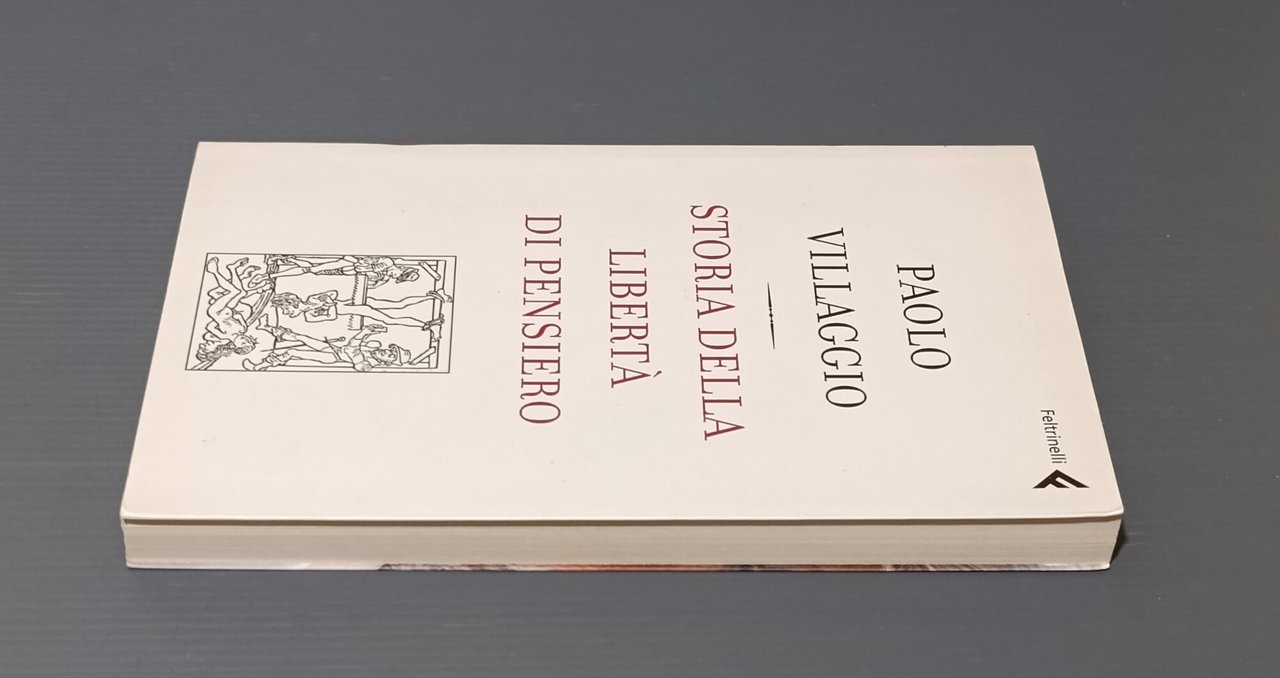 PAOLO
VILLAGGIO
STORIA DELLA
LIBERTÀ
DI PENSIERO
Feltrinelli